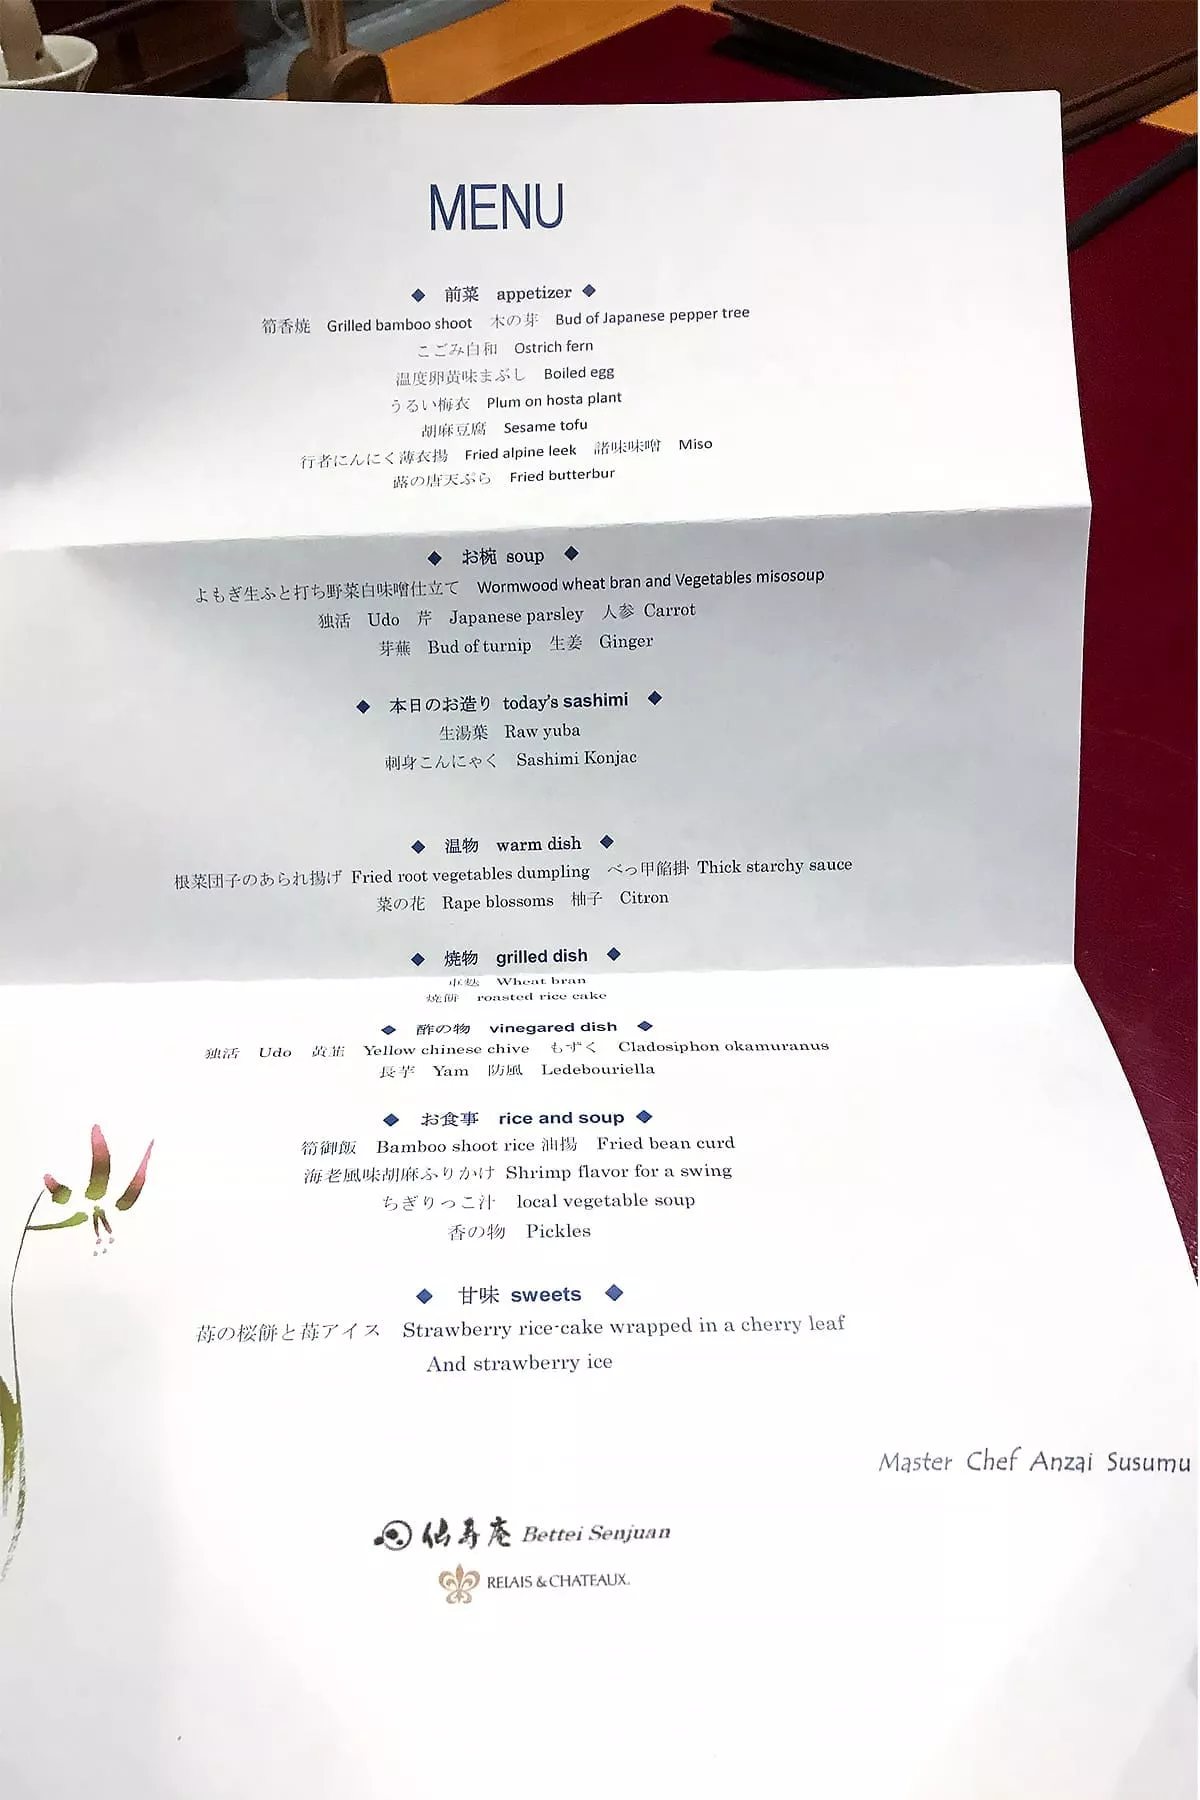 MENU
◆ 前菜 appetizer ◆
筍香焼 Grilled bamboo shoot 木の芽 Bud of Japanese pepper tree
こごみ白和 Ostrich fern
温度卵黄味まぶし Boiled egg
うるい梅衣 Plum on hosta plant
胡麻豆腐 Sesame tofu
行者にんにく薄衣揚 Fried alpine leek 諸味味噌 Miso
蕗の唐天ぷら Fried butterbur
◆ お椀 soup ◆
よもぎ生ふと打ち野菜白味噌仕立て Wormwood wheat bran and Vegetables misosoup
独活 Udo 芹 Japanese parsley 人参 Carrot
芽蕪 Bud of turnip 生姜 Ginger
◆ 本日のお造り today's sashimi ◆
生湯葉 Raw yuba
刺身こんにゃく Sashimi Konjac
◆ 温物 warm dish ◆
根菜団子のあられ揚げ Fried root vegetables dumpling べっ甲餡掛 Thick starchy sauce
菜の花 Rape blossoms 柚子 Citron
◆ 焼物 grilled dish ◆
車麩 Wheat bran
焼餅 roasted rice cake
◆ 酢の物 vinegared dish ◆
独活 Udo 黄韮 Yellow chinese chive もずく Cladosiphon okamuranus
長芋 Yam 防風 Ledebouriella
◆ お食事 rice and soup ◆
筍御飯 Bamboo shoot rice 油揚 Fried bean curd
海老風味胡麻ふりかけ Shrimp flavor for a swing
ちぎりっこ汁 local vegetable soup
香の物 Pickles
◆ 甘味 sweets ◆
苺の桜餅と苺アイス Strawberry rice-cake wrapped in a cherry leaf
And strawberry ice
Master Chef Anzai Susumu
仙寿庵 Bettei Senjuan
RELAIS & CHATEAUX.